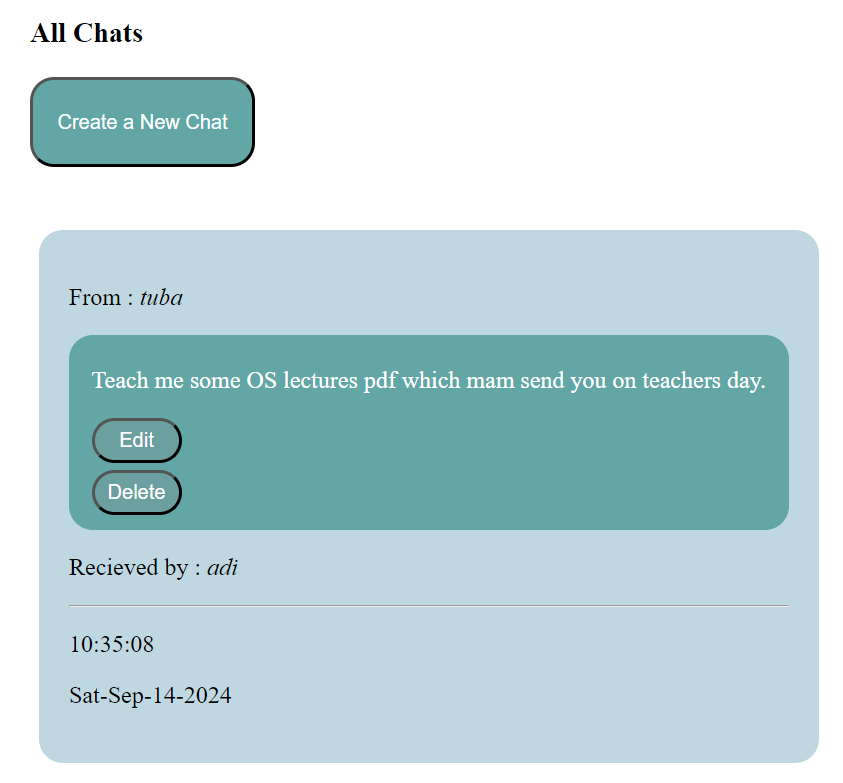 All Chats
Create a New Chat
From : tuba
Teach me some OS lectures pdf which mam send you on teachers day.
Edit
Delete
Recieved by : adi
10:35:08
Sat-Sep-14-2024